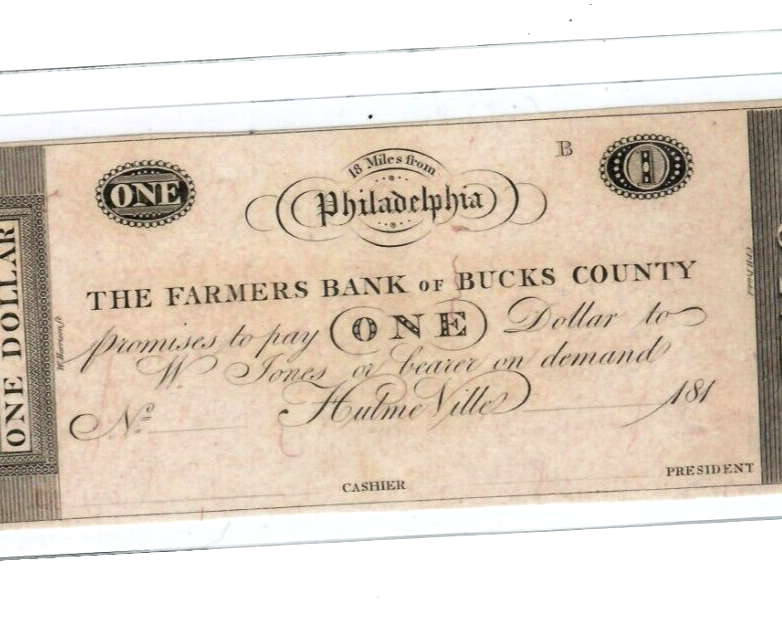 ONE DOLLAR
ONE
18 Miles from
Philadelphia
B
1
THE FARMERS BANK OF BUCKS COUNTY
promises to pay ONE Dollar to
W. Jones or bearer on demand
No. HulmeVille 181
CASHIER
PRESIDENT